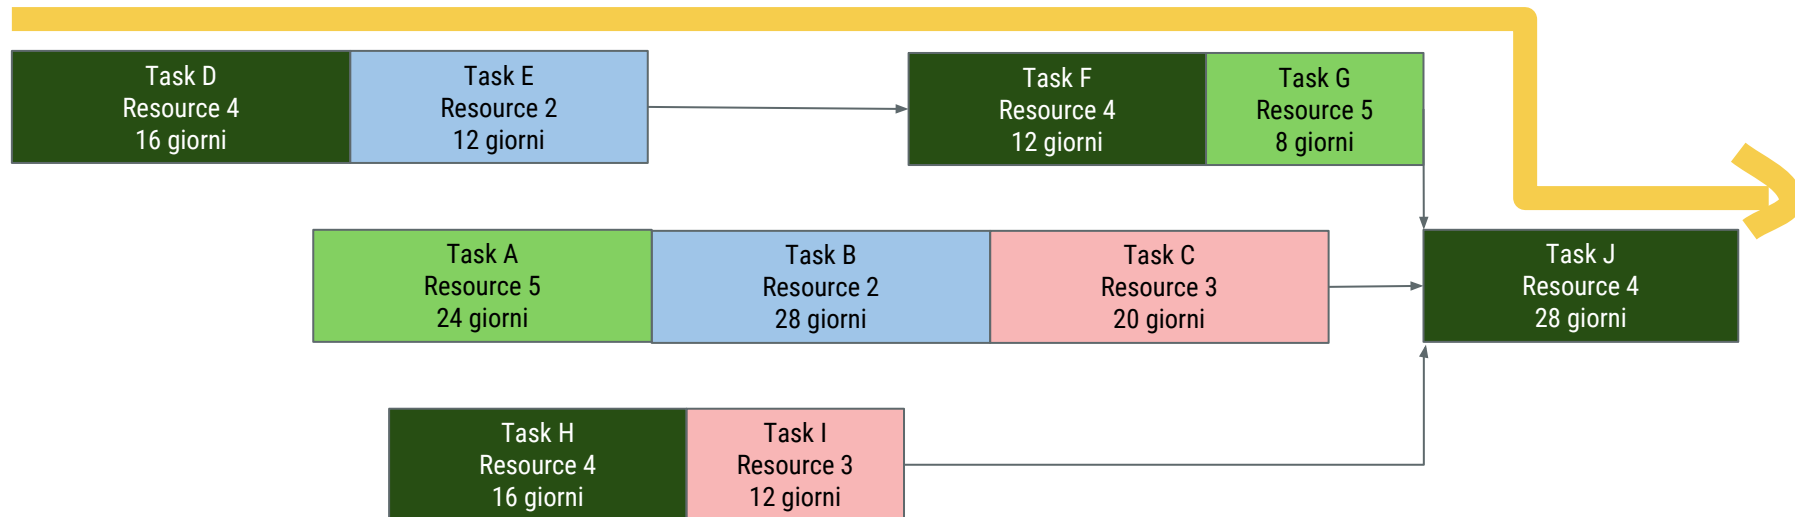 Task D
Resource 4
16 giorni
Task E
Resource 2
12 giorni
Task F
Resource 4
12 giorni
Task G
Resource 5
8 giorni
Task A
Resource 5
24 giorni
Task B
Resource 2
28 giorni
Task C
Resource 3
20 giorni
Task J
Resource 4
28 giorni
Task H
Resource 4
16 giorni
Task I
Resource 3
12 giorni